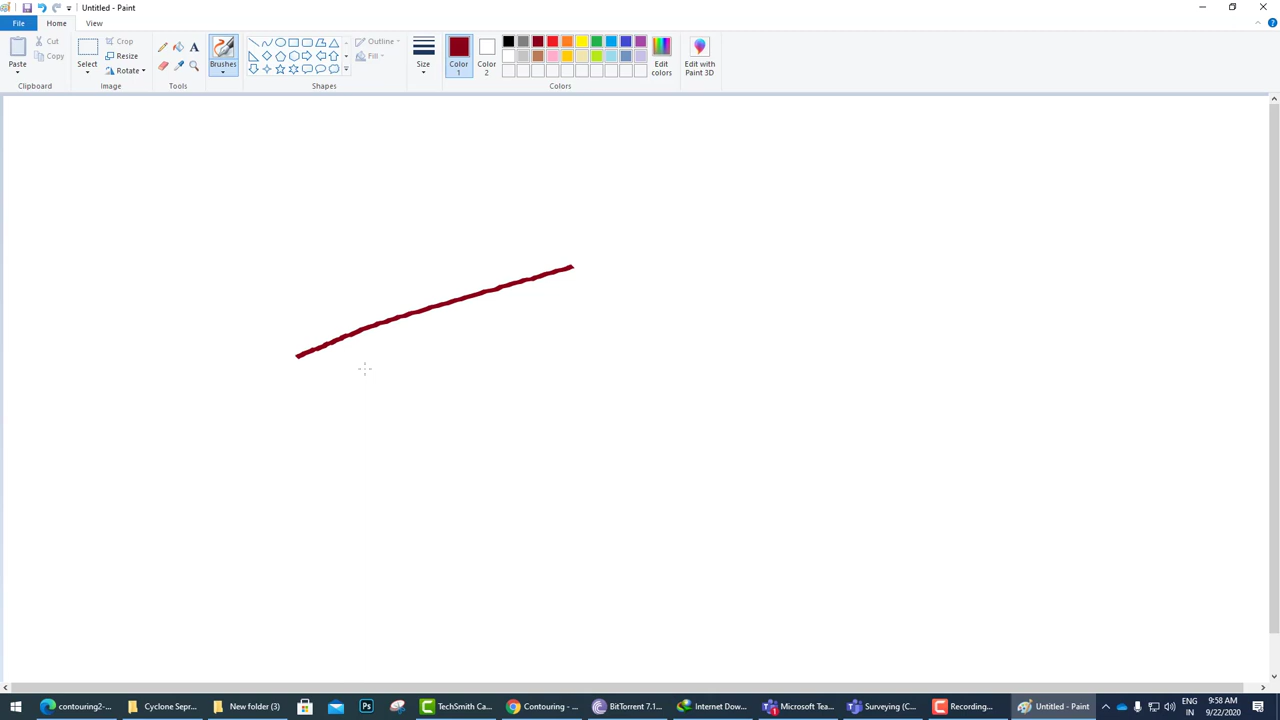 Untitled - Paint
File Home View
Paste
Cut
Copy
Clipboard
Select
Crop
Resize
Rotate
Image
Tools
Brushes
Shapes
Outline
Fill
Size
Color 1
Color 2
Edit colors
Colors
Edit with Paint 3D
contouring2-...
Cyclone Sepr...
New folder (3)
Ps
TechSmith Ca...
Contouring - ...
BitTorrent 7.1...
Internet Dow...
Microsoft Tea...
Surveying (C...
Recording...
Untitled - Paint
ENG
IN
9:58 AM
9/22/2020